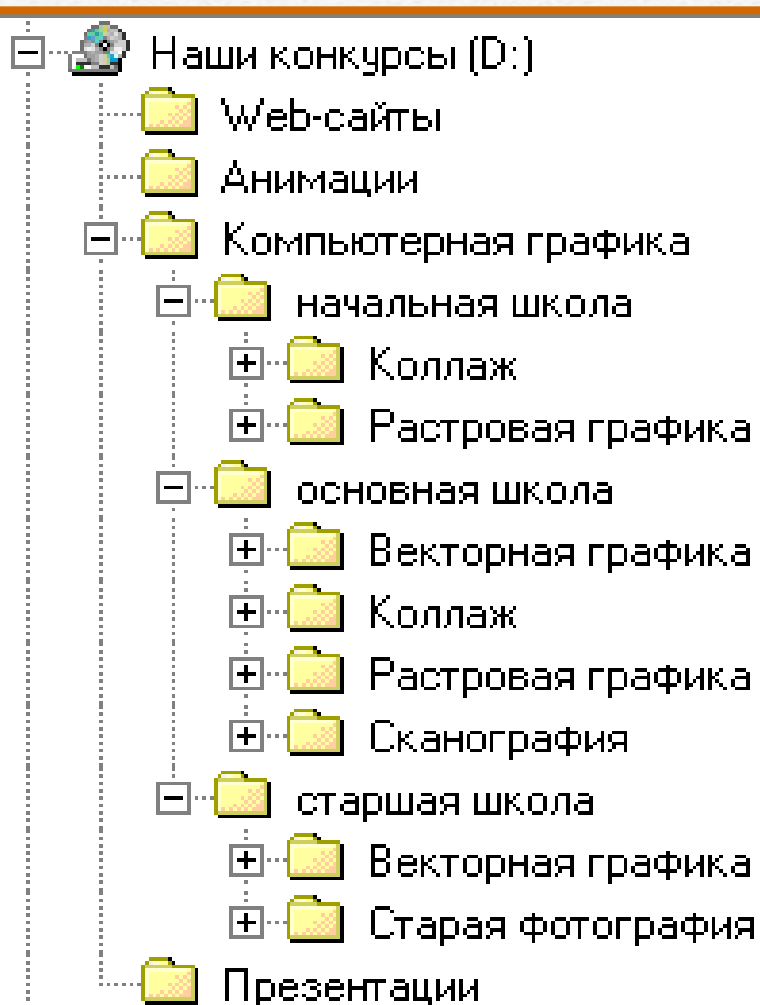 Наши конкурсы (D:)
Web-сайты
Анимации
Компьютерная графика
начальная школа
Коллаж
Растровая графика
основная школа
Векторная графика
Коллаж
Растровая графика
Сканография
старшая школа
Векторная графика
Старая фотография
Презентации